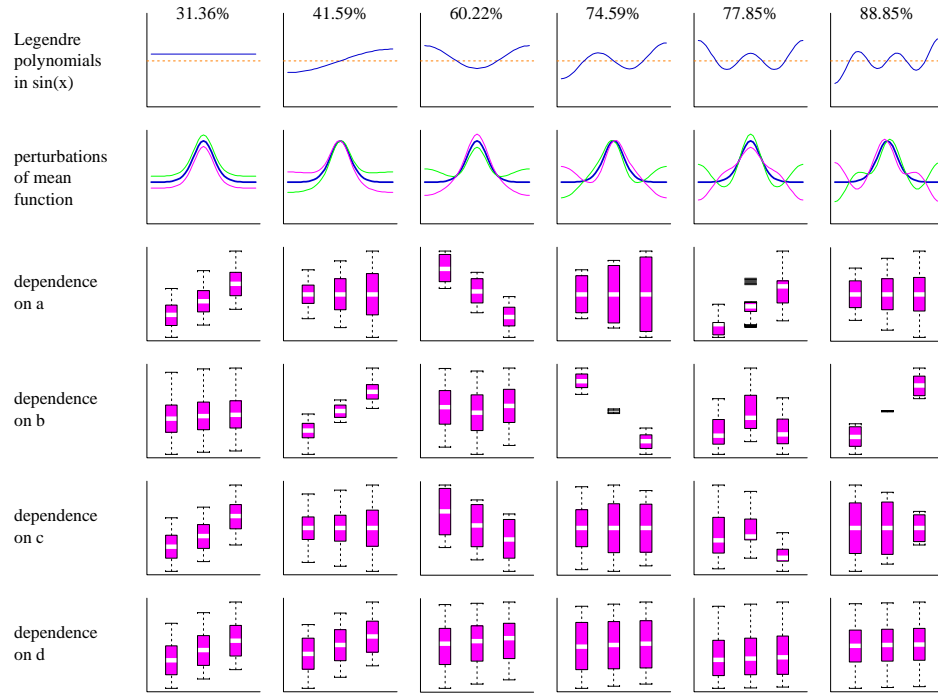 31.36% 41.59% 60.22% 74.59% 77.85% 88.85%
Legendre
polynomials
in sin(x)
perturbations
of mean
function
dependence
on a
dependence
on b
dependence
on c
dependence
on d